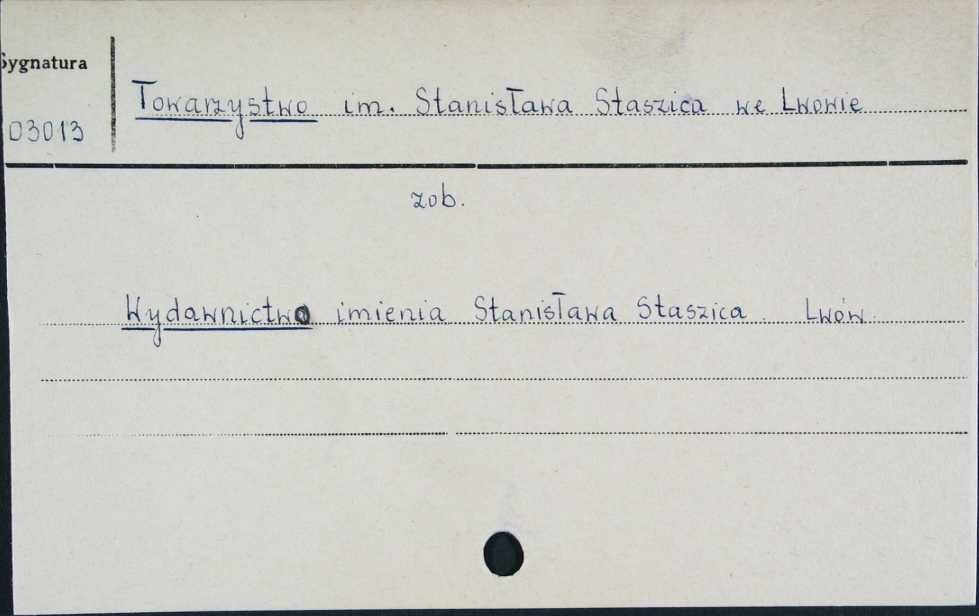 Sygnatura
Towarzystwo im. Stanisława Staszica we Lwowie
03013
zob.
Wydawnictwo imienia Stanisława Staszica. Lwów.